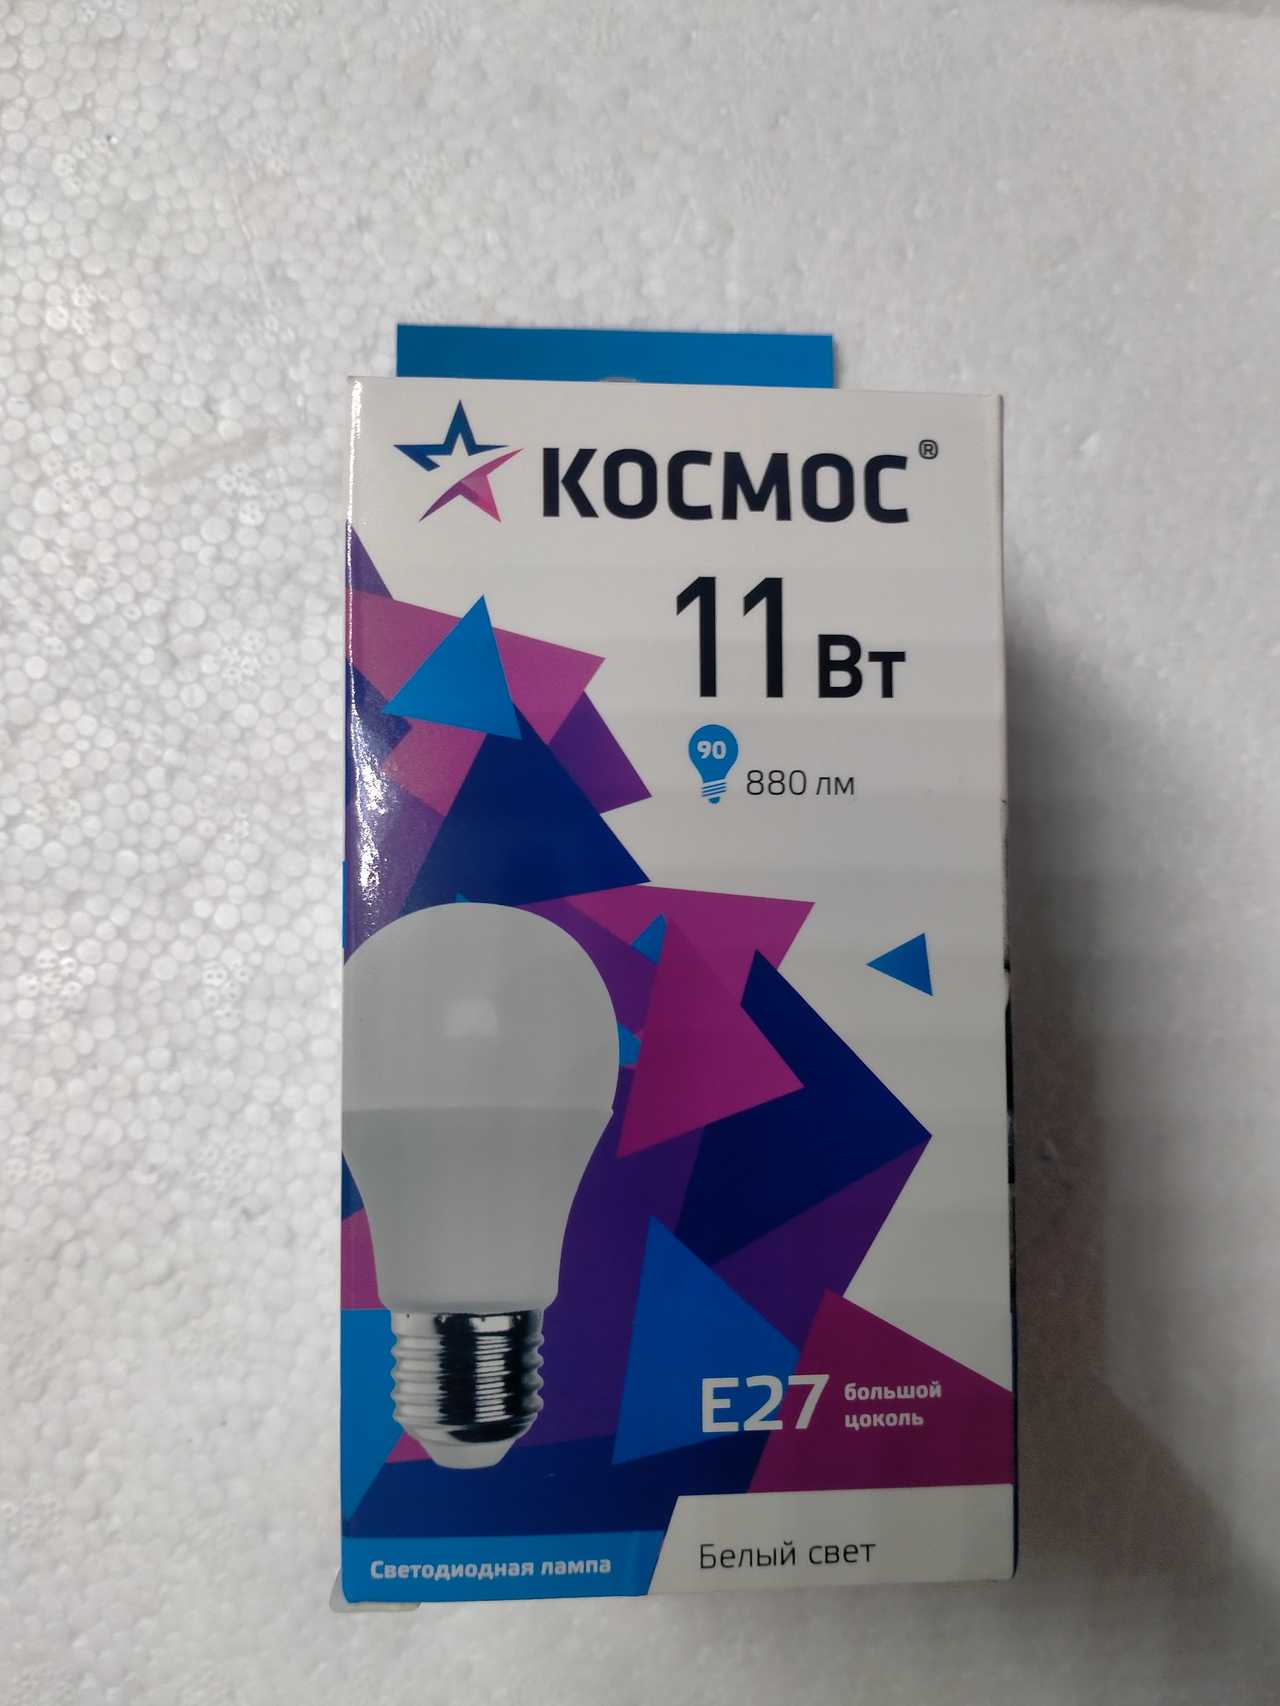 КОСМОС®
11 Вт
90
880 лм
E27
большой
цоколь
Белый свет
Светодиодная лампа